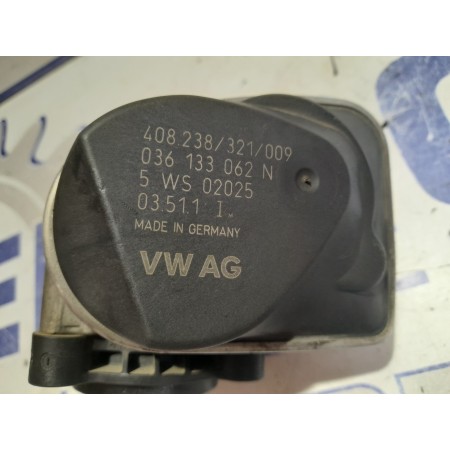 408.238/321/009
036 133 062 N
5 WS 02025
03.51.1 I
MADE IN GERMANY
VW AG